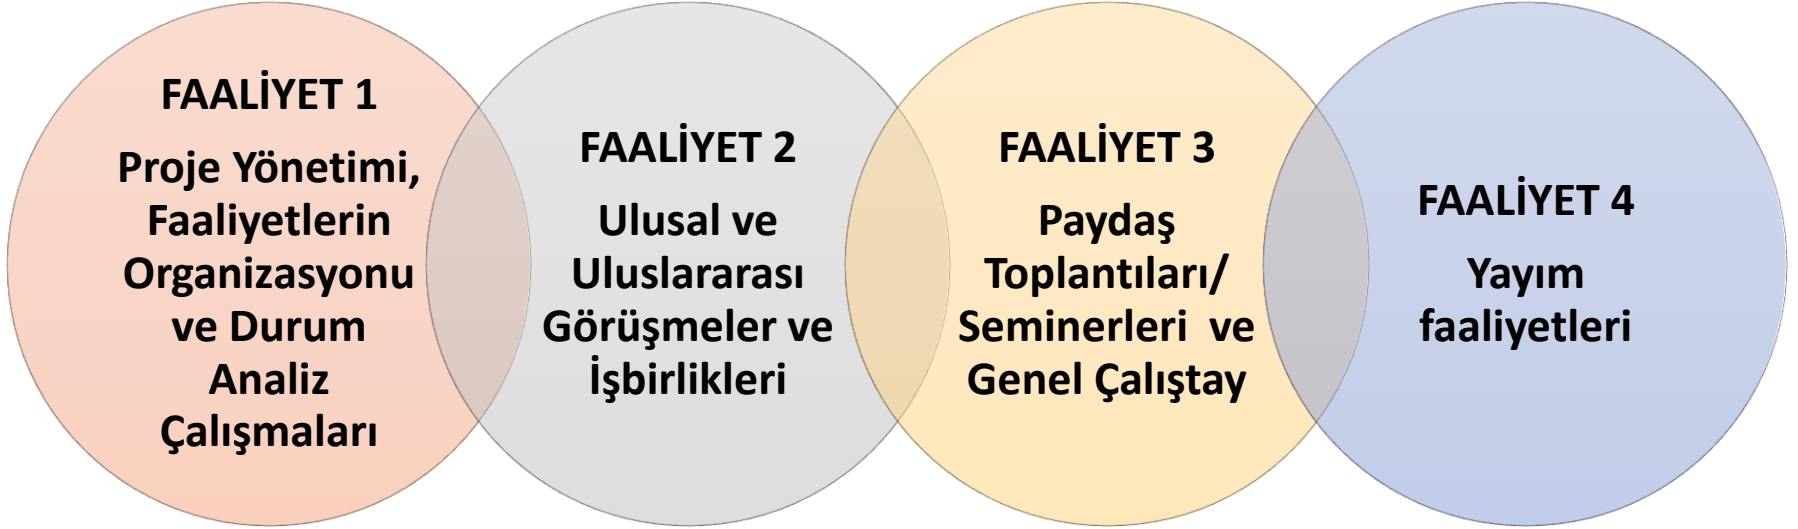 FAALİYET 1
Proje Yönetimi,
Faaliyetlerin
Organizasyonu
ve Durum
Analiz
Çalışmaları
FAALİYET 2
Ulusal ve
Uluslararası
Görüşmeler ve
İşbirlikleri
FAALİYET 3
Paydaş
Toplantıları/
Seminerleri  ve
Genel Çalıştay
FAALİYET 4
Yayım
faaliyetleri